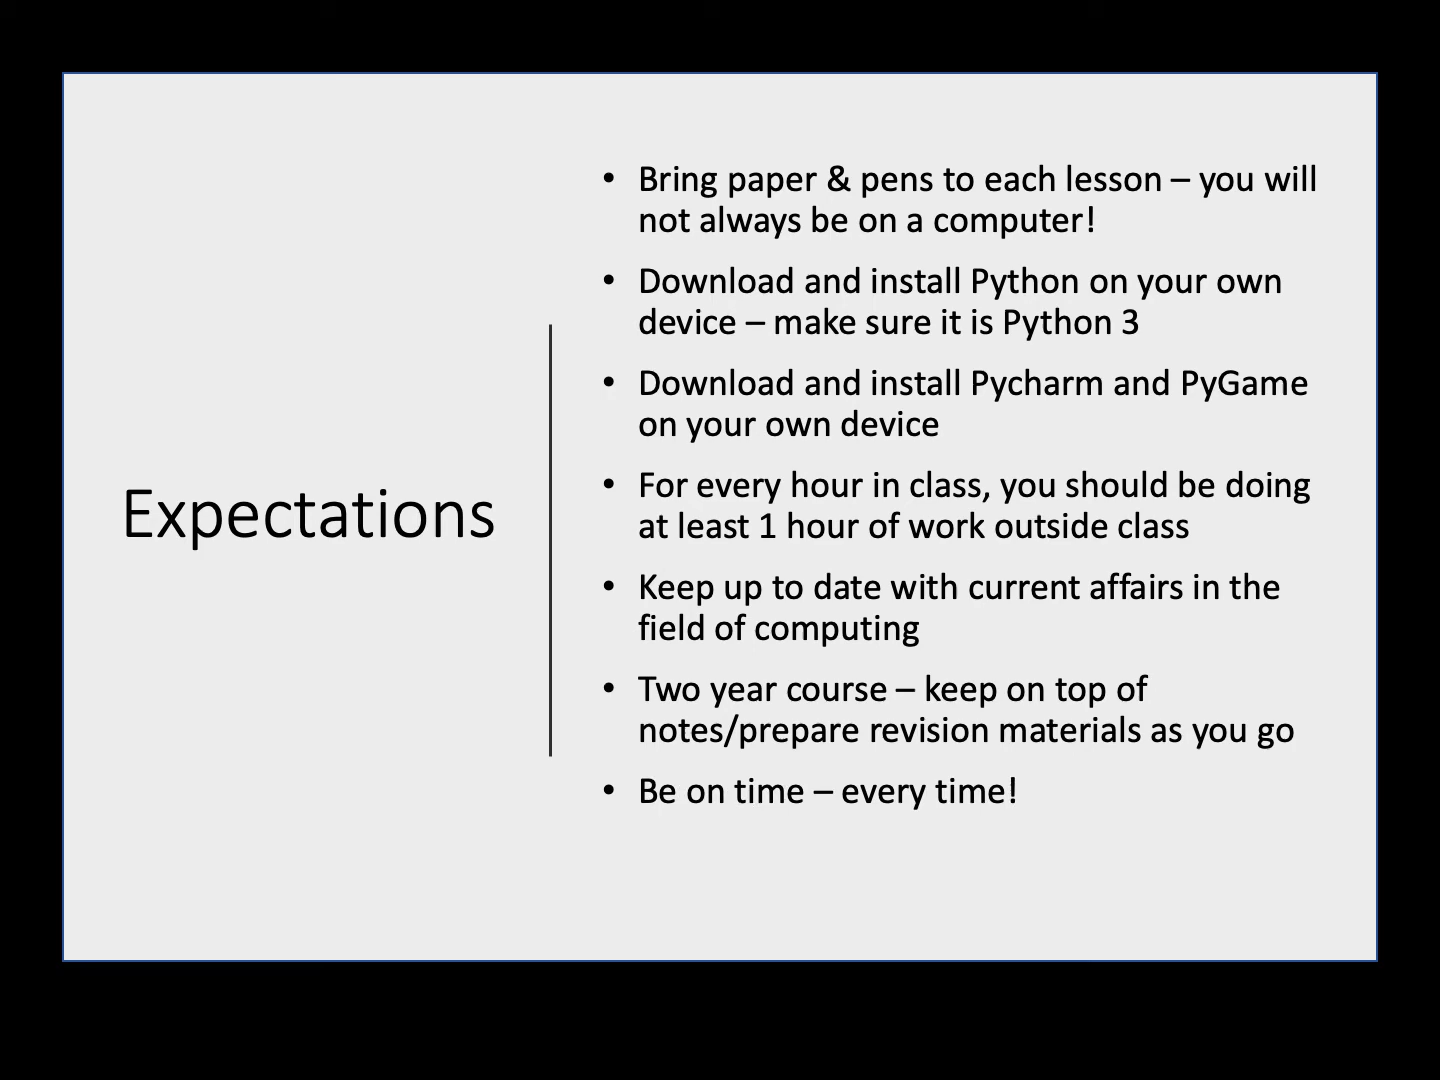 Expectations
• Bring paper & pens to each lesson – you will
not always be on a computer!
• Download and install Python on your own
device – make sure it is Python 3
• Download and install Pycharm and PyGame
on your own device
• For every hour in class, you should be doing
at least 1 hour of work outside class
• Keep up to date with current affairs in the
field of computing
• Two year course – keep on top of
notes/prepare revision materials as you go
• Be on time – every time!